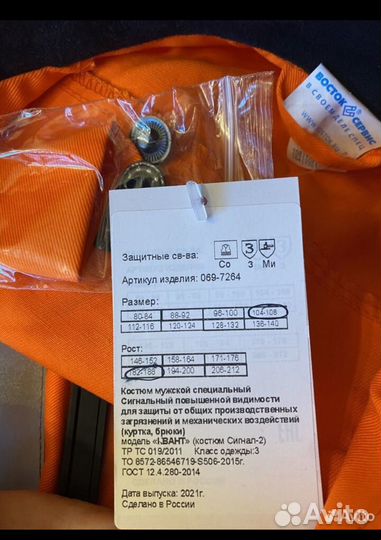 ВОСТОК СЕРВИС
В СВОЕМ ДЕЛЕ
Защитные св-ва:
Со З Ми
Артикул изделия: 069-7264
Размер:
80-84 88-92 96-100 104-108
112-116 120-124 128-132 136-140
Рост:
146-152 158-164 171-176
182-188 194-200 206-212
Костюм мужской специальный
Сигнальный повышенной видимости
для защиты от общих производственных
загрязнений и механических воздействий
(куртка, брюки)
модель «I.ВАНТ» (костюм Сигнал-2)
ТР ТС 019/2011 Класс одежды:3
ТО 8572-86546719-S506-2015г.
ГОСТ 12.4.280-2014
Дата выпуска: 2021г.
Сделано в России
Avito